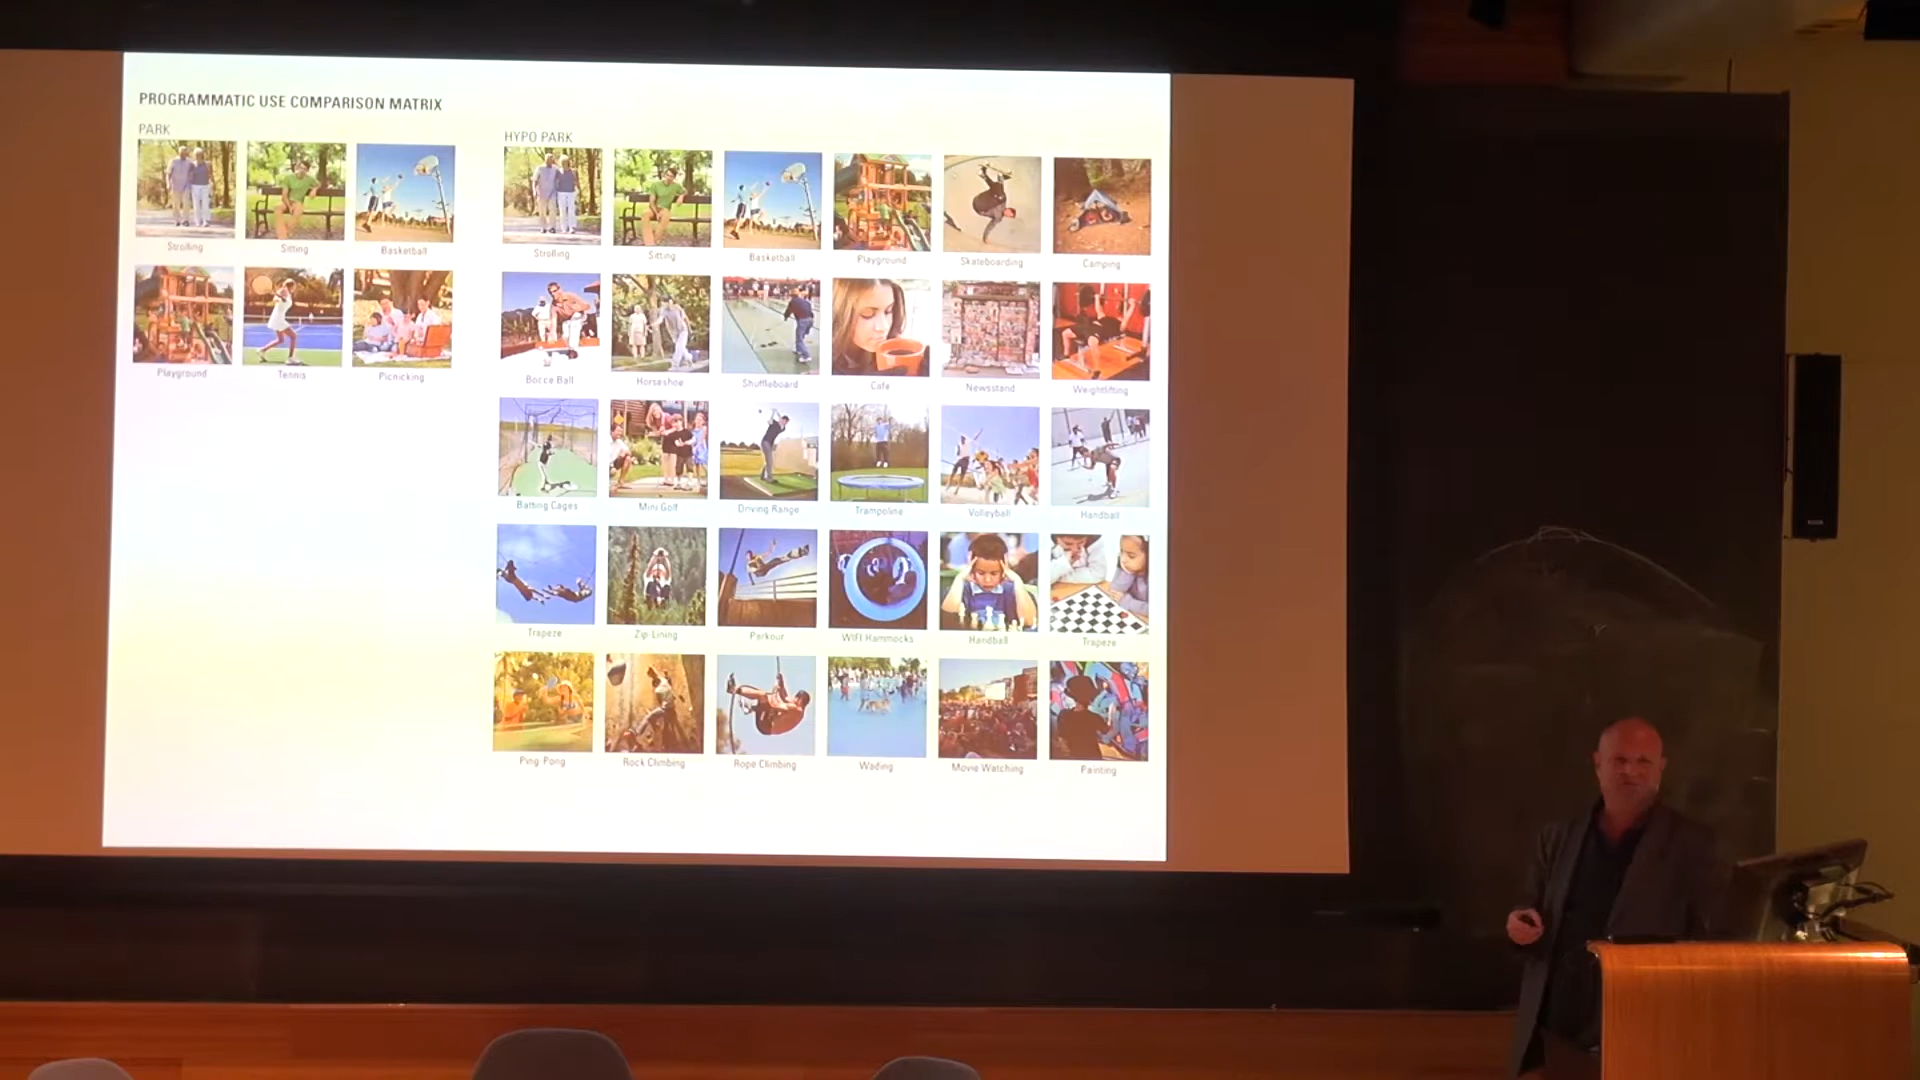 PROGRAMMATIC USE COMPARISON MATRIX
PARK
Strolling Sitting Basketball
Playground Tennis Picnicking
HYPO PARK
Strolling Sitting Basketball Playground Skateboarding Camping
Bocce Ball Horseshoe Shuffleboard Cafe Newsstand Weightlifting
Batting Cages Mini Golf Driving Range Trampoline Volleyball Handball
Trapeze Zip-Lining Parkour WIFI Hammocks Handball Trapeze
Ping-Pong Rock Climbing Rope Climbing Wading Movie Watching Painting